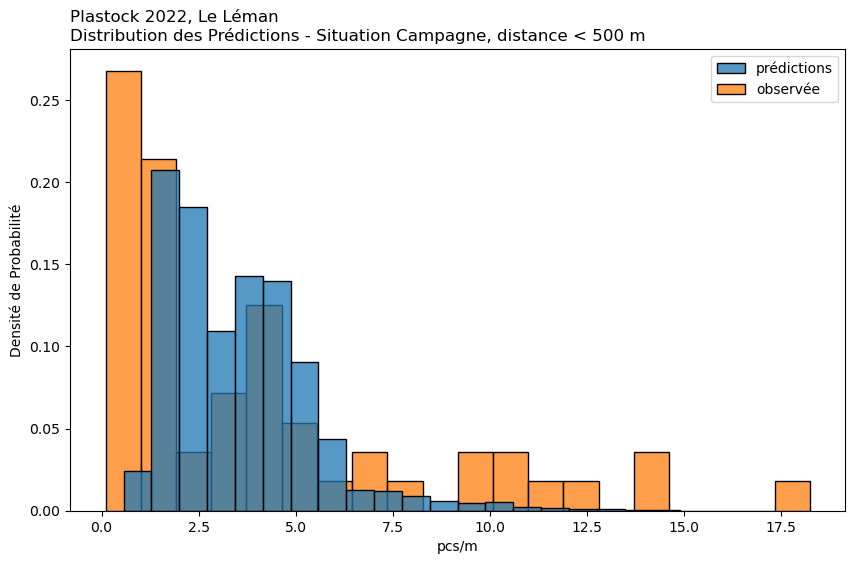 Plastock 2022, Le Léman
Distribution des Prédictions - Situation Campagne, distance < 500 m
prédictions
observée
Densité de Probabilité
0.25
0.20
0.15
0.10
0.05
0.00
0.0 2.5 5.0 7.5 10.0 12.5 15.0 17.5
pcs/m